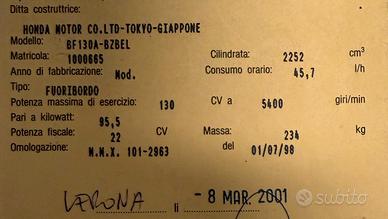 Ditta costruttrice:
HONDA MOTOR CO.LTD-TOKYO-GIAPPONE
Modello: BF130A-BZBEL
Matricola: 1000665 Cilindrata: 2252 cm³
Anno di fabbricazione: Mod. Consumo orario: 45,7 l/h
Tipo: FUORIBORDO
Potenza massima di esercizio: 130 CV a 5400 giri/min
Pari a kilowatt: 95,5
Potenza fiscale: 22 CV Massa: 234 kg
Omologazione: M.M.X. 101-2963 del 01/07/98
VERONA lì - 8 MAR. 2001
subito